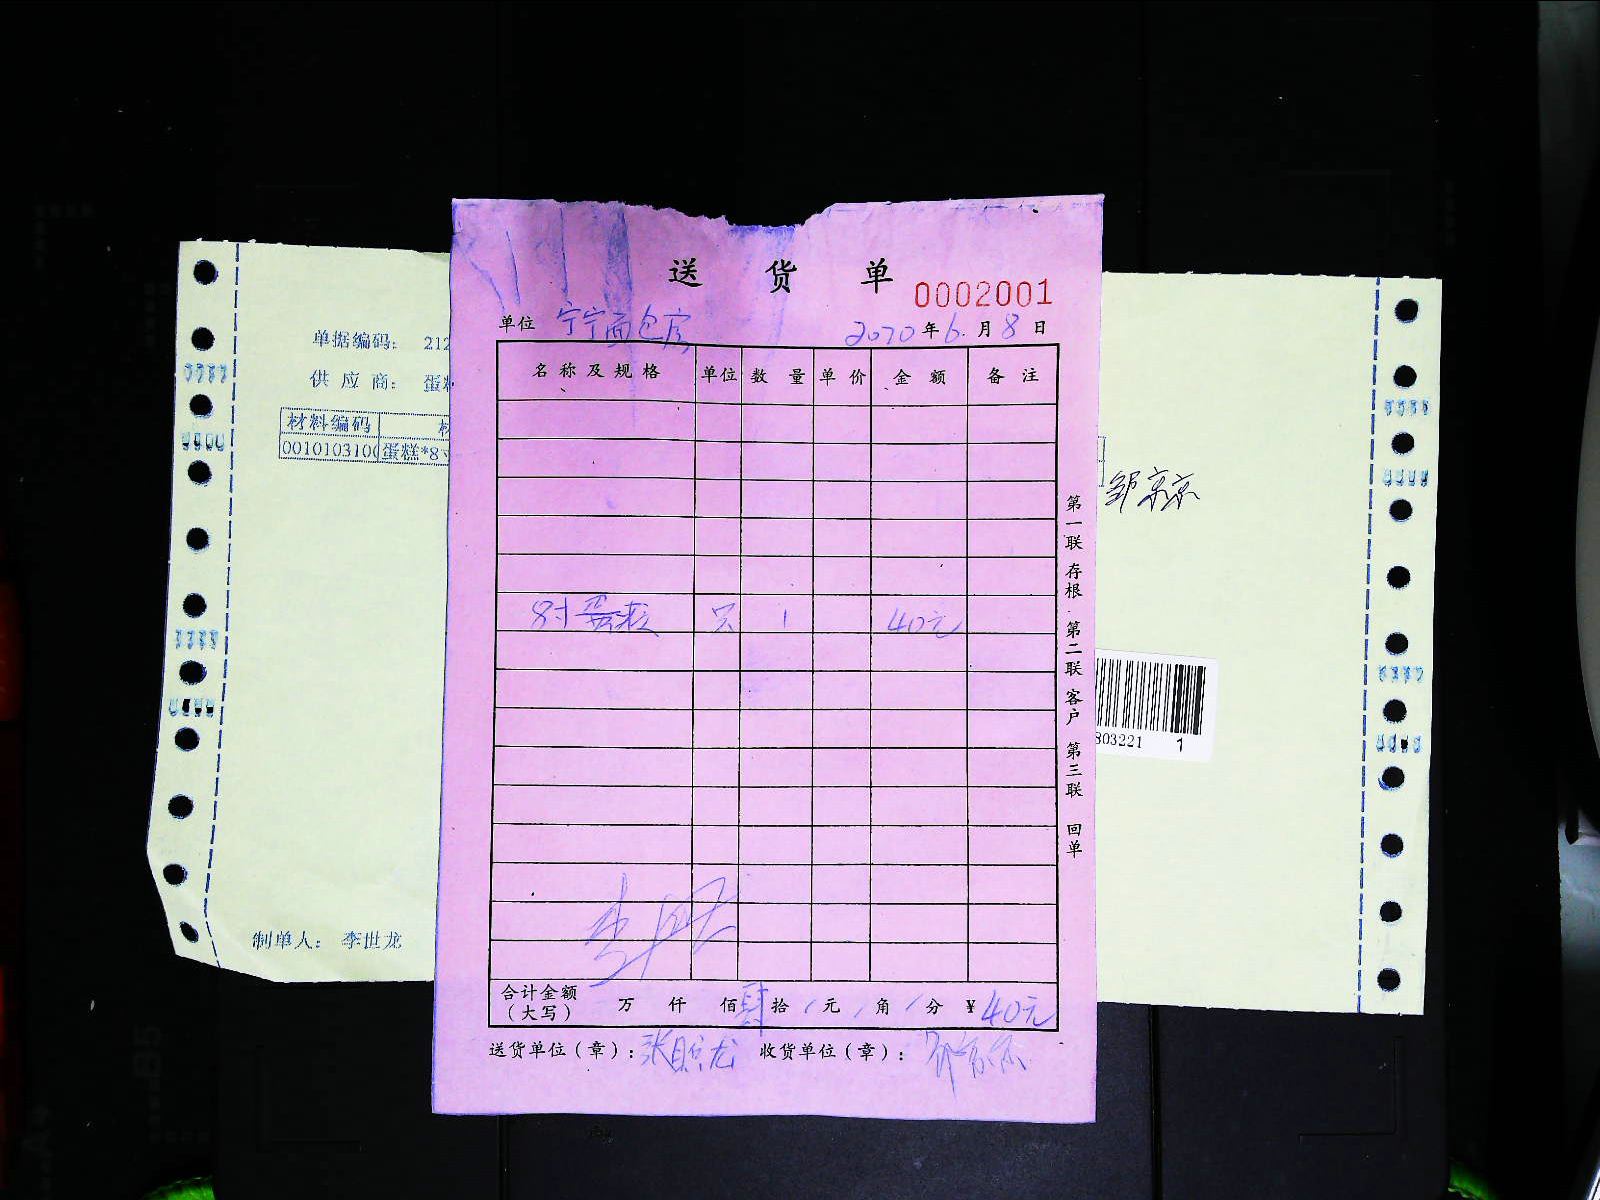 送货单
0002001
单位 宁宁面包房 2020年6月8日
名称及规格 单位 数量 单价 金额 备注
8寸蛋糕 只 1 40元
合计金额(大写) 万 仟 佰 肆拾 / 元 / 角 / 分 ¥40元
送货单位(章): 收货单位(章):
第一联 存根 第二联 客户 第三联 回单
单据编码: 212
供应商: 蛋
材料编码
0010103100 蛋糕*8寸
制单人: 李世龙
邹京京
803221 1